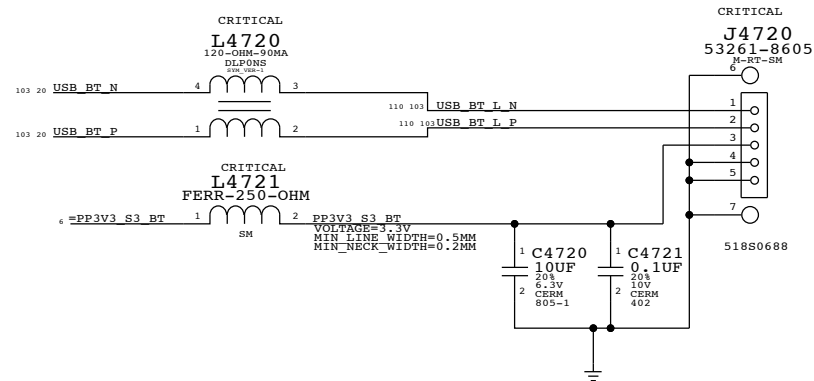 CRITICAL
L4720
120-OHM-90MA
DLP0NS
SYM_VER-1
CRITICAL
J4720
53261-8605
M-RT-SM
6
103 20 USB_BT_N
4
3
110 103 USB_BT_L_N
1
103 20 USB_BT_P
1
2
110 103 USB_BT_L_P
2
3
4
5
CRITICAL
L4721
FERR-250-OHM
6 =PP3V3_S3_BT
1
2
SM
PP3V3_S3_BT
VOLTAGE=3.3V
MIN_LINE_WIDTH=0.5MM
MIN_NECK_WIDTH=0.2MM
7
518S0688
1
2
C4720
10UF
20%
6.3V
CERM
805-1
1
2
C4721
0.1UF
20%
10V
CERM
402